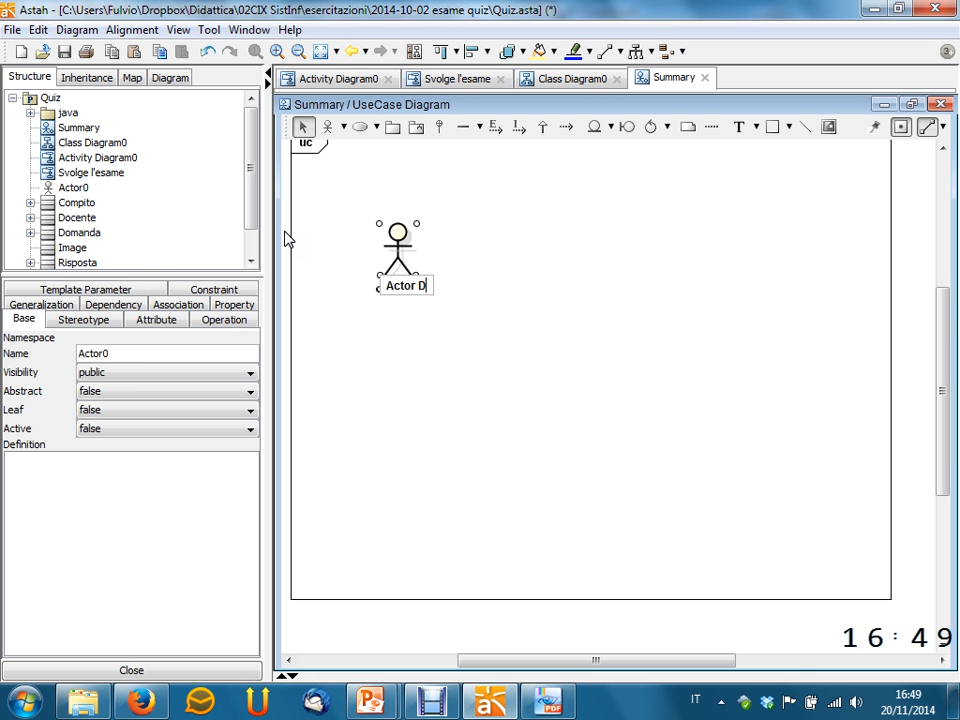 Astah - [C:\Users\Fulvio\Dropbox\Didattica\02CIX SistInf\esercitazioni\2014-10-02 esame quiz\Quiz.asta] (*)
File Edit Diagram Alignment View Tool Window Help
3
Structure Inheritance Map Diagram
Activity Diagram0 Svolge l'esame Class Diagram0 Summary
Quiz
java
Summary
Class Diagram0
Activity Diagram0
Svolge l'esame
Actor0
Compito
Docente
Domanda
Image
Risposta
Summary / UseCase Diagram
T
uc
Actor D
Template Parameter Constraint
Generalization Dependency Association Property
Base Stereotype Attribute Operation
Namespace
Name Actor0
Visibility public
Abstract false
Leaf false
Active false
Definition
Close
16:49
IT
16:49
20/11/2014